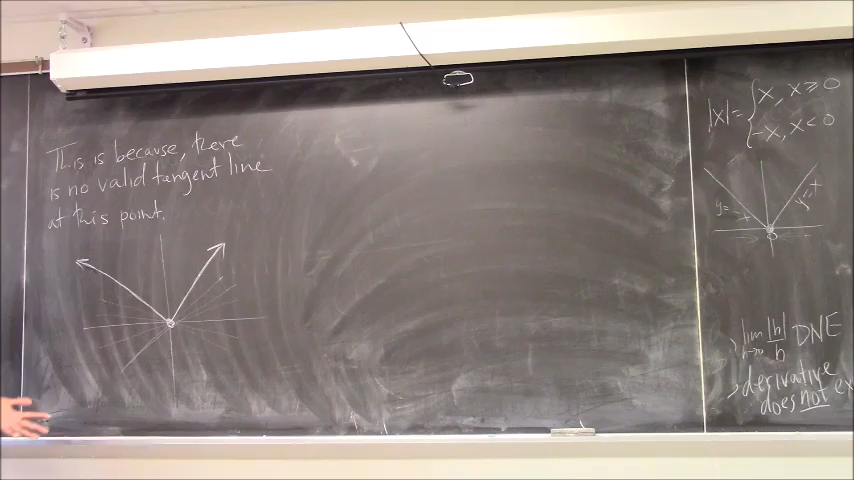 This is because, there
is no valid tangent line
at this point.
|x| = { x, x ≥ 0
-x, x < 0
y = -x
y = x
0
lim |h|/h DNE
h→0
derivative
does not ex